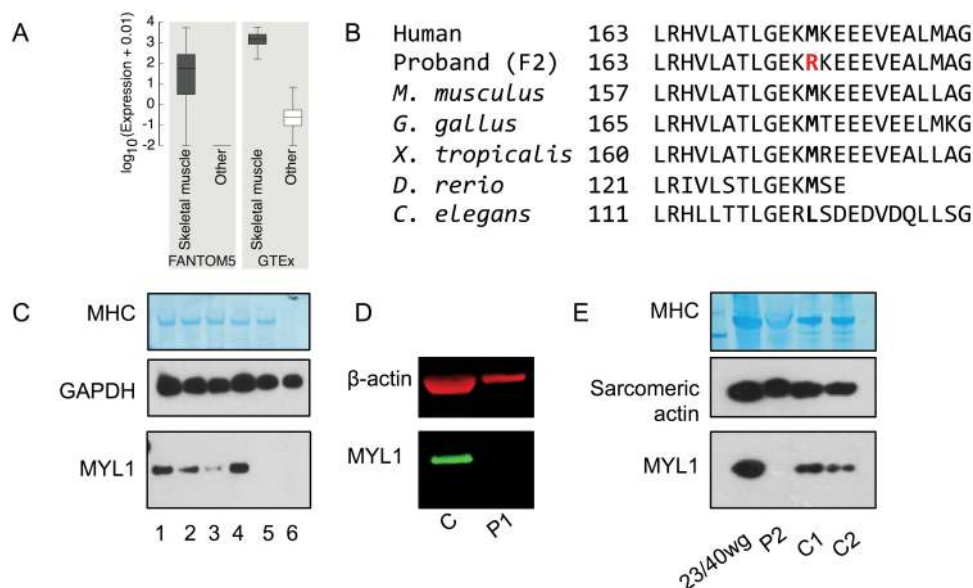 A
log10(Expression + 0.01)
4
3
2
1
0
-1
-2
Skeletal muscle
Other
Skeletal muscle
Other
FANTOM5
GTEx
B
Human 163 LRHVLATLGEKMKEEEVEALMAG
Proband (F2) 163 LRHVLATLGEKRKEEEVEALMAG
M. musculus 157 LRHVLATLGEKMKEEEVEALLAG
G. gallus 165 LRHVLATLGEKMTEEEVEELMKG
X. tropicalis 160 LRHVLATLGEKMREEEVEALLAG
D. rerio 121 LRIVLSTLGEKMSE
C. elegans 111 LRHLLTTLGERLSDEDVDQLLSG
C
MHC
GAPDH
MYL1
1 2 3 4 5 6
D
β-actin
MYL1
C
P1
E
MHC
Sarcomeric
actin
MYL1
23/40wg
P2
C1
C2